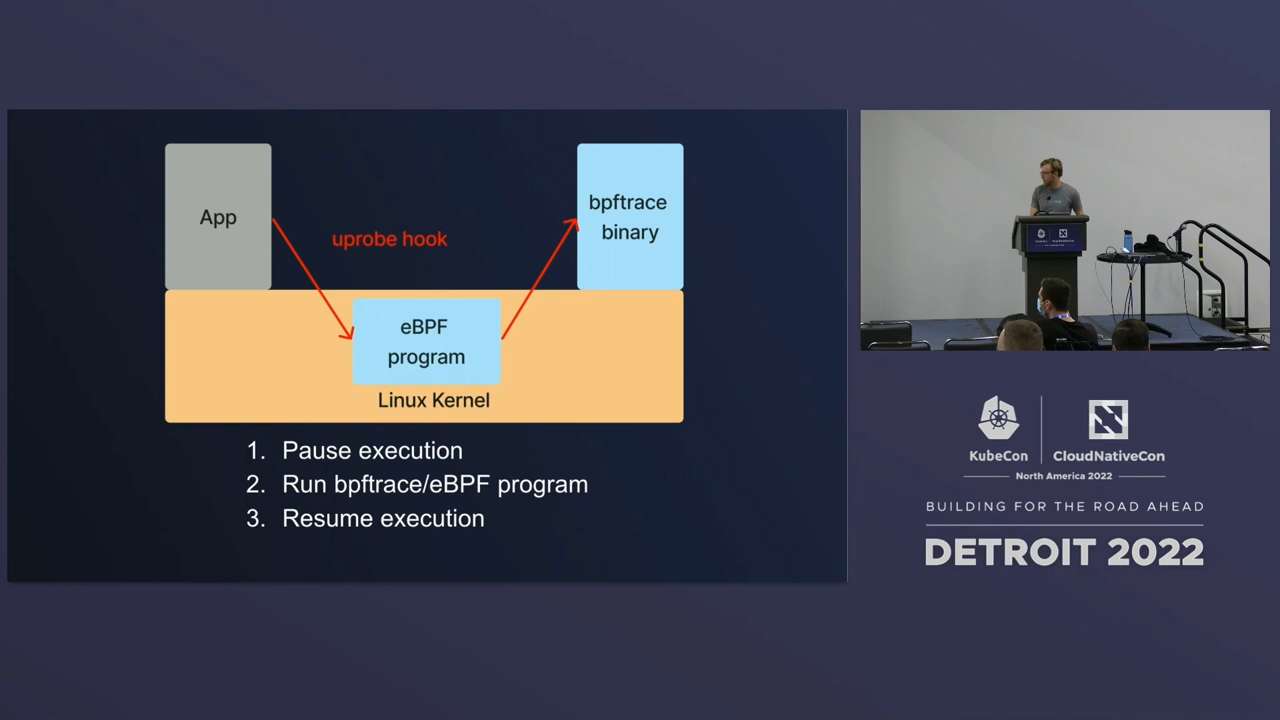 App
uprobe hook
bpftrace
binary
eBPF
program
Linux Kernel
1. Pause execution
2. Run bpftrace/eBPF program
3. Resume execution
KubeCon
CloudNativeCon
North America 2022
BUILDING FOR THE ROAD AHEAD
DETROIT 2022